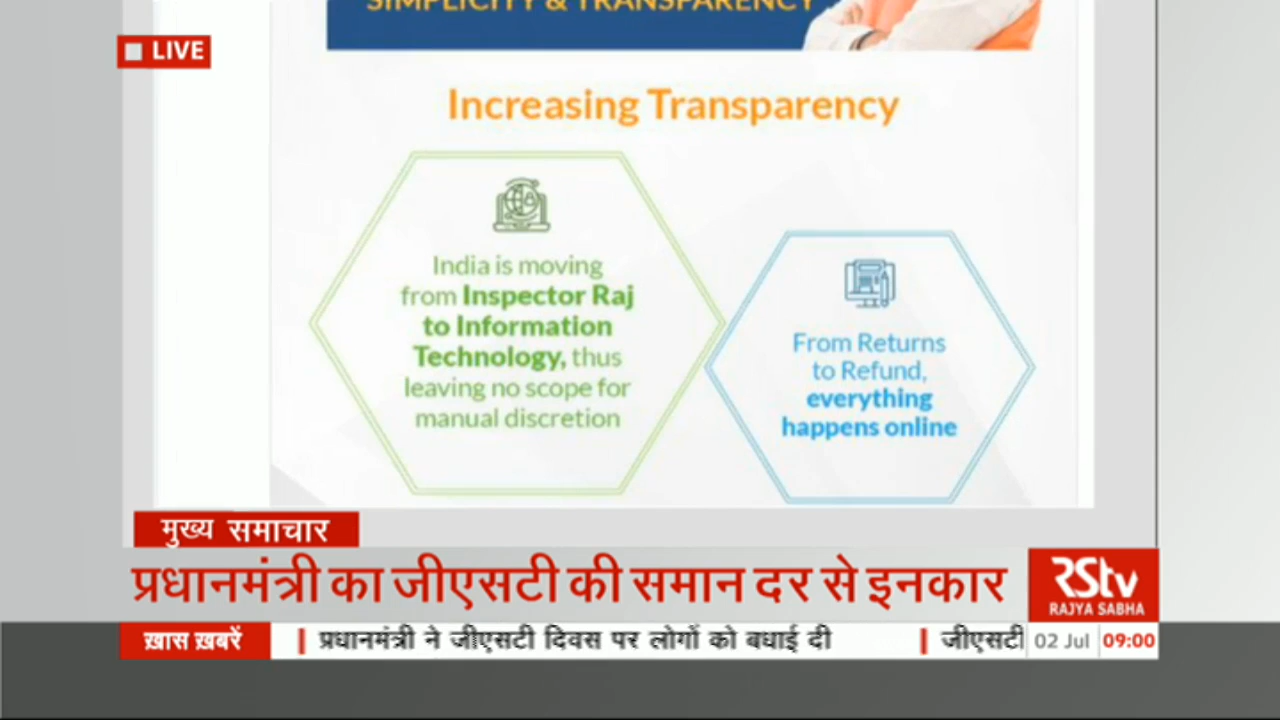 SIMPLICITY & TRANSPARENCY
LIVE
Increasing Transparency
India is moving
from Inspector Raj
to Information
Technology, thus
leaving no scope for
manual discretion
From Returns
to Refund,
everything
happens online
मुख्य समाचार
प्रधानमंत्री का जीएसटी की समान दर से इनकार
RStv
RAJYA SABHA
ख़ास ख़बरें
प्रधानमंत्री ने जीएसटी दिवस पर लोगों को बधाई दी
जीएसटी
02 Jul
09:00